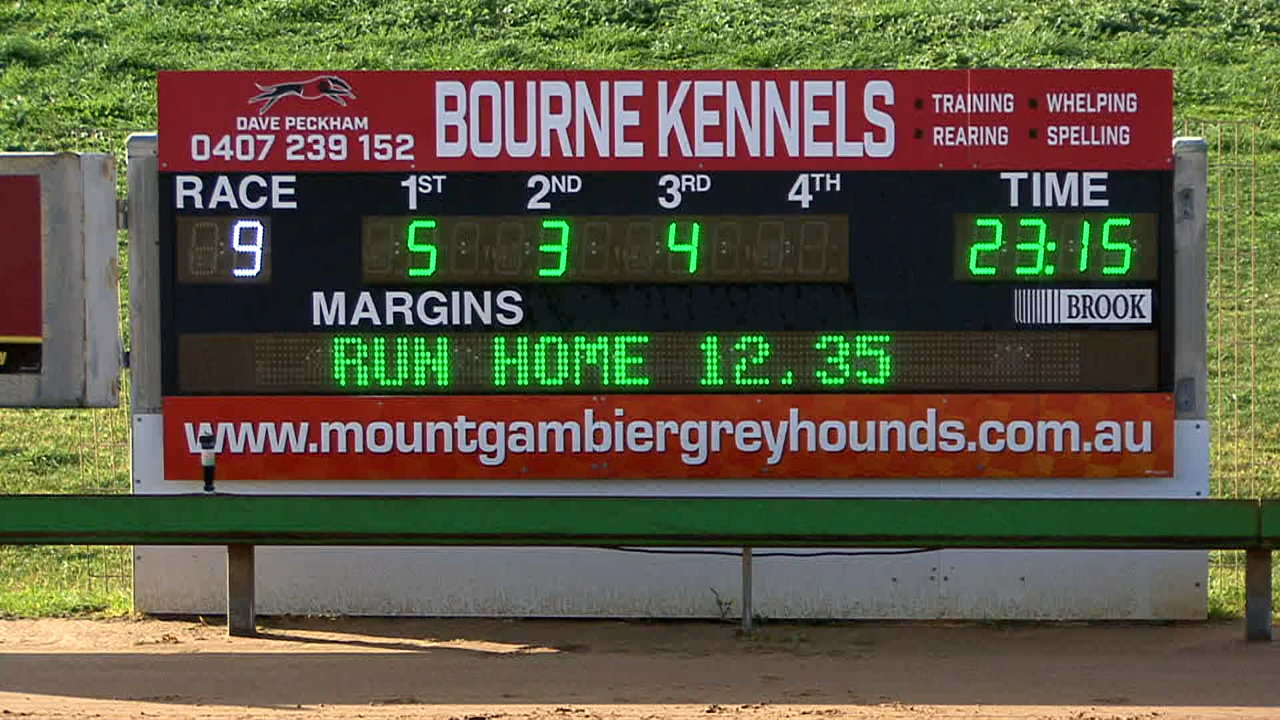 DAVE PECKHAM
0407 239 152
BOURNE KENNELS
TRAINING WHELPING
REARING SPELLING
RACE 1ST 2ND 3RD 4TH TIME
9 5 3 4 23:15
MARGINS BROOK
RUN HOME 12.35
www.mountgambiergreyhounds.com.au